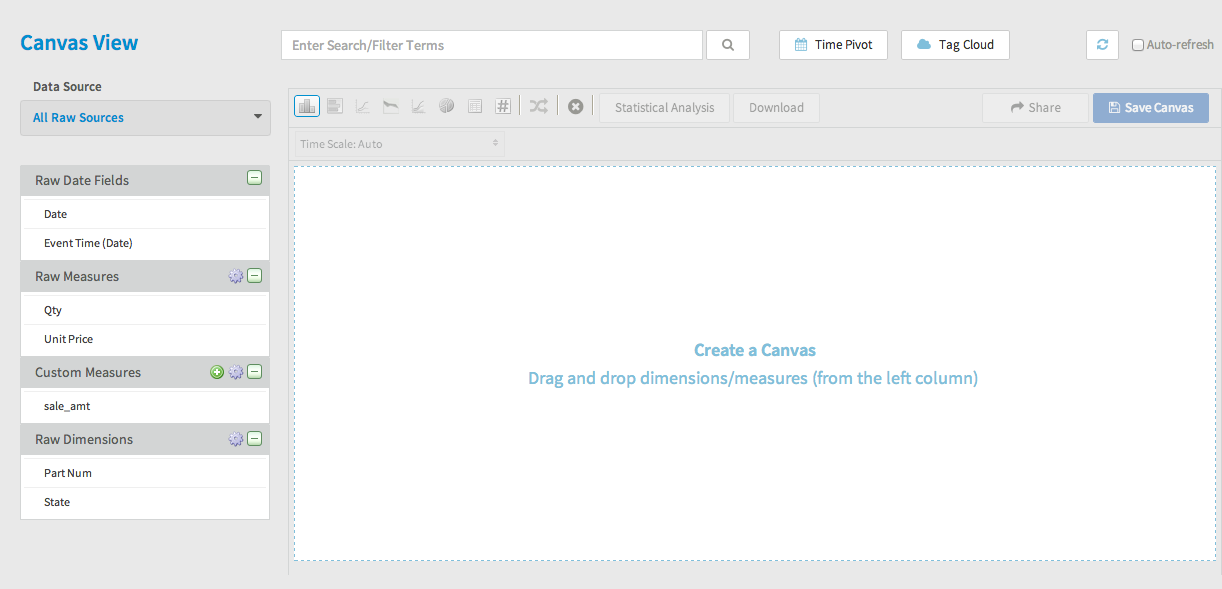 Canvas View
Enter Search/Filter Terms
Time Pivot
Tag Cloud
Auto-refresh
Data Source
All Raw Sources
#
Statistical Analysis
Download
Share
Save Canvas
Time Scale: Auto
Raw Date Fields
Date
Event Time (Date)
Raw Measures
Qty
Unit Price
Custom Measures
sale_amt
Raw Dimensions
Part Num
State
Create a Canvas
Drag and drop dimensions/measures (from the left column)